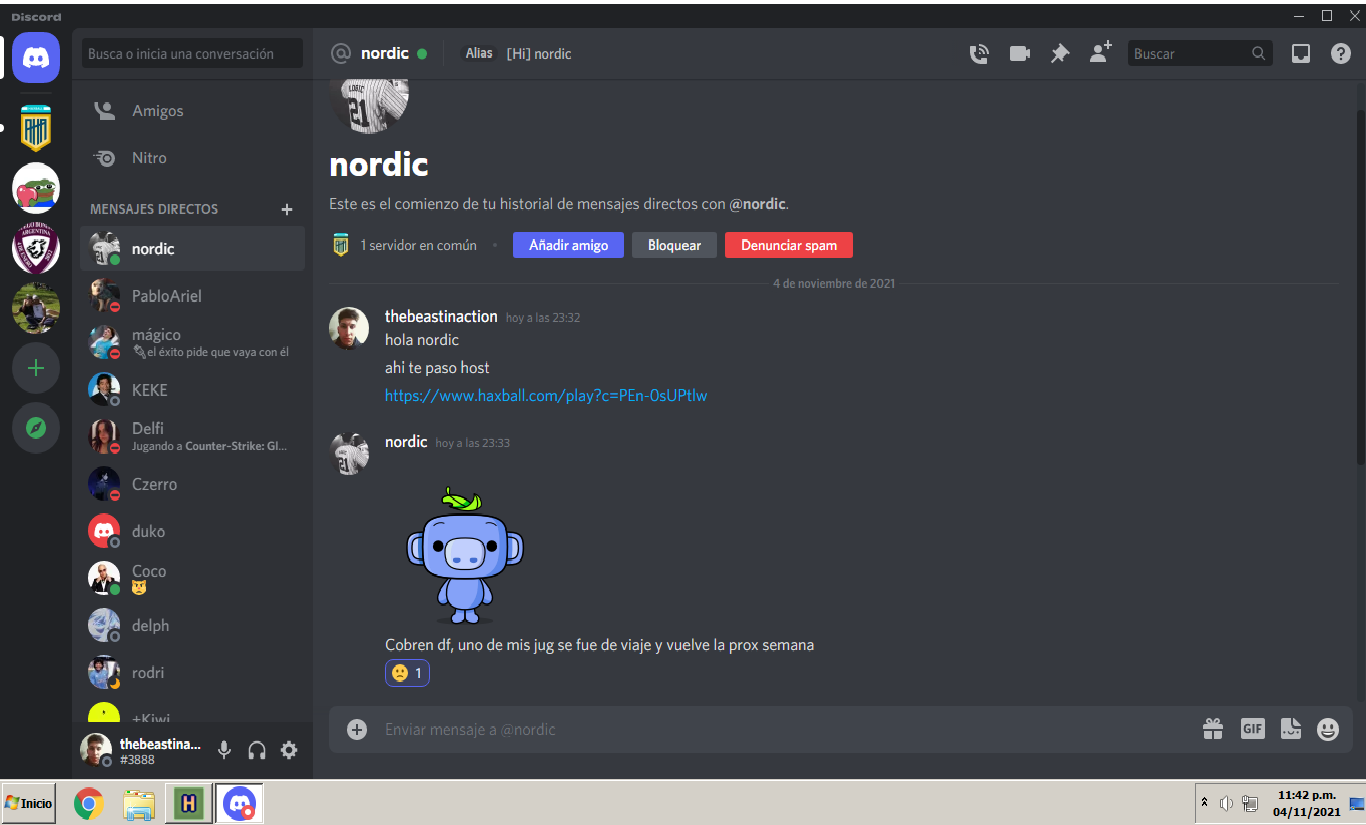 Discord
Busca o inicia una conversación
nordic
Alias
[Hi] nordic
Buscar
Amigos
Nitro
MENSAJES DIRECTOS
nordic
PabloAriel
mágico
el éxito pide que vaya con él
KEKE
Delfi
Jugando a Counter-Strike: Gl...
Czerro
duko
Coco
delph
rodri
+Kiwi
thebeastina...
#3888
21
nordic
Este es el comienzo de tu historial de mensajes directos con @nordic.
1 servidor en común
Añadir amigo
Bloquear
Denunciar spam
4 de noviembre de 2021
thebeastinaction hoy a las 23:32
hola nordic
ahi te paso host
https://www.haxball.com/play?c=PEn-0sUPtlw
nordic hoy a las 23:33
Cobren df, uno de mis jug se fue de viaje y vuelve la prox semana
1
Enviar mensaje a @nordic
GIF
Inicio
H
11:42 p.m.
04/11/2021